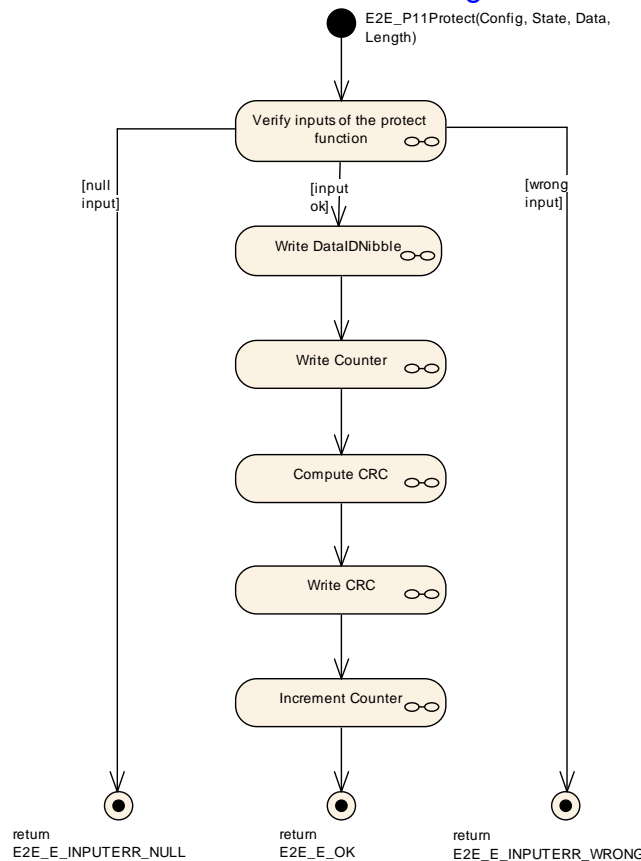 E2E_P11Protect(Config, State, Data,
Length)
Verify inputs of the protect
function
[null
input]
[input
ok]
[wrong
input]
Write DataIDNibble
Write Counter
Compute CRC
Write CRC
Increment Counter
return
E2E_E_INPUTERR_NULL
return
E2E_E_OK
return
E2E_E_INPUTERR_WRONG